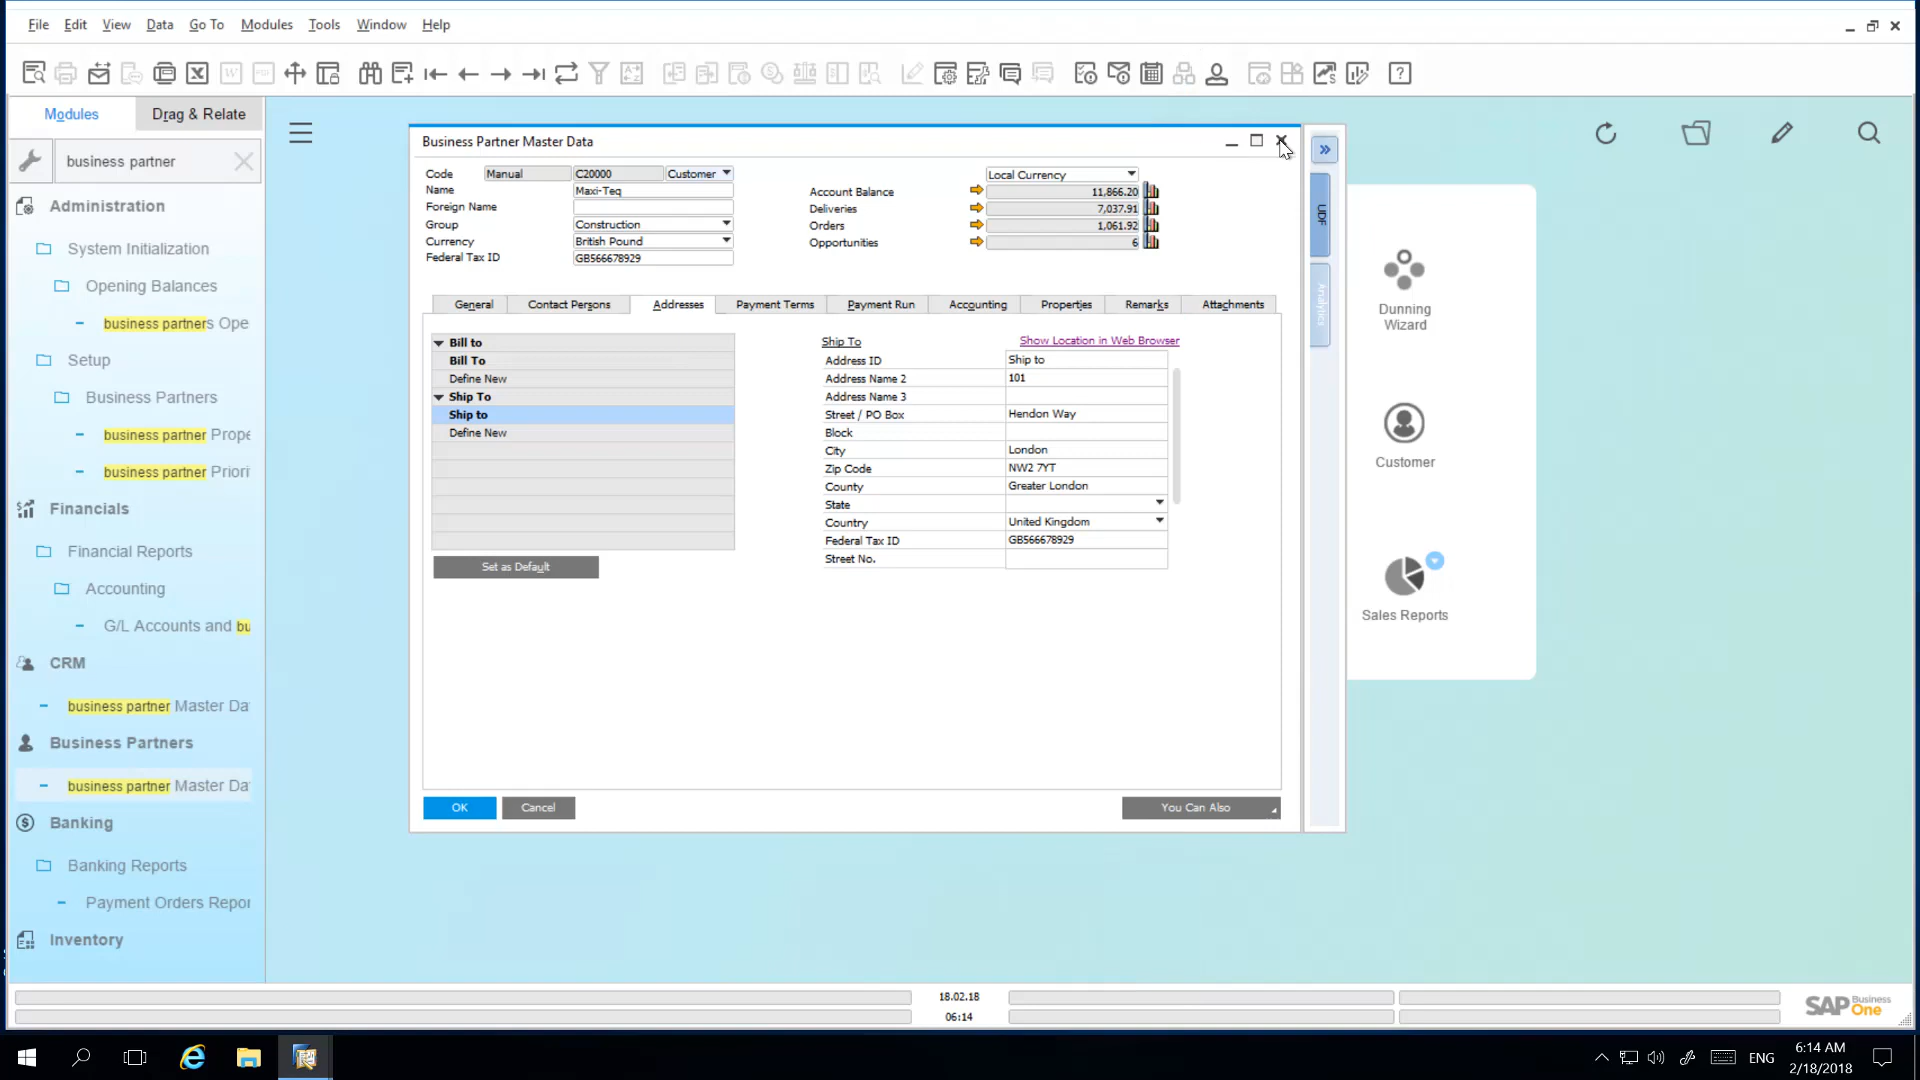 File Edit View Data Go To Modules Tools Window Help
Modules Drag & Relate
business partner
Administration
System Initialization
Opening Balances
business partners Ope
Setup
Business Partners
business partner Prope
business partner Priori
Financials
Financial Reports
Accounting
G/L Accounts and bu
CRM
business partner Master Da
Business Partners
business partner Master Da
Banking
Banking Reports
Payment Orders Repor
Inventory
Business Partner Master Data
Code Manual C20000 Customer
Name Maxi-Teq
Foreign Name
Group Construction
Currency British Pound
Federal Tax ID GB566678929
Local Currency
Account Balance 11,866.20
Deliveries 7,037.91
Orders 1,061.92
Opportunities 6
General Contact Persons Addresses Payment Terms Payment Run Accounting Properties Remarks Attachments
Bill to
Bill To
Define New
Ship To
Ship to
Define New
Set as Default
Ship To Show Location in Web Browser
Address ID Ship to
Address Name 2 101
Address Name 3
Street / PO Box Hendon Way
Block
City London
Zip Code NW2 7YT
County Greater London
State
Country United Kingdom
Federal Tax ID GB566678929
Street No.
OK Cancel You Can Also
UDF
Analytics
Dunning
Wizard
Customer
Sales Reports
18.02.18
06:14
SAP Business
One
ENG
6:14 AM
2/18/2018